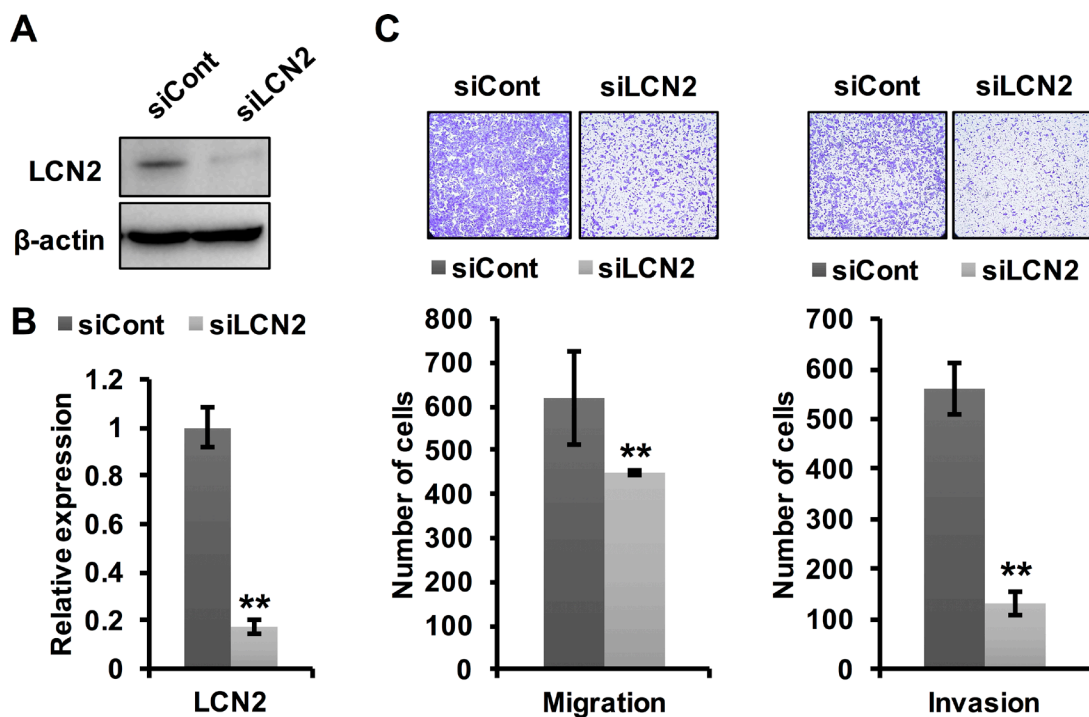 A
siCont
siLCN2
LCN2
β-actin
B
siCont siLCN2
Relative expression
1.2
1
0.8
0.6
0.4
0.2
0
**
LCN2
C
siCont siLCN2
siCont siLCN2
Number of cells
800
700
600
500
400
300
200
100
0
**
Migration
siCont siLCN2
siCont siLCN2
Number of cells
700
600
500
400
300
200
100
0
**
Invasion